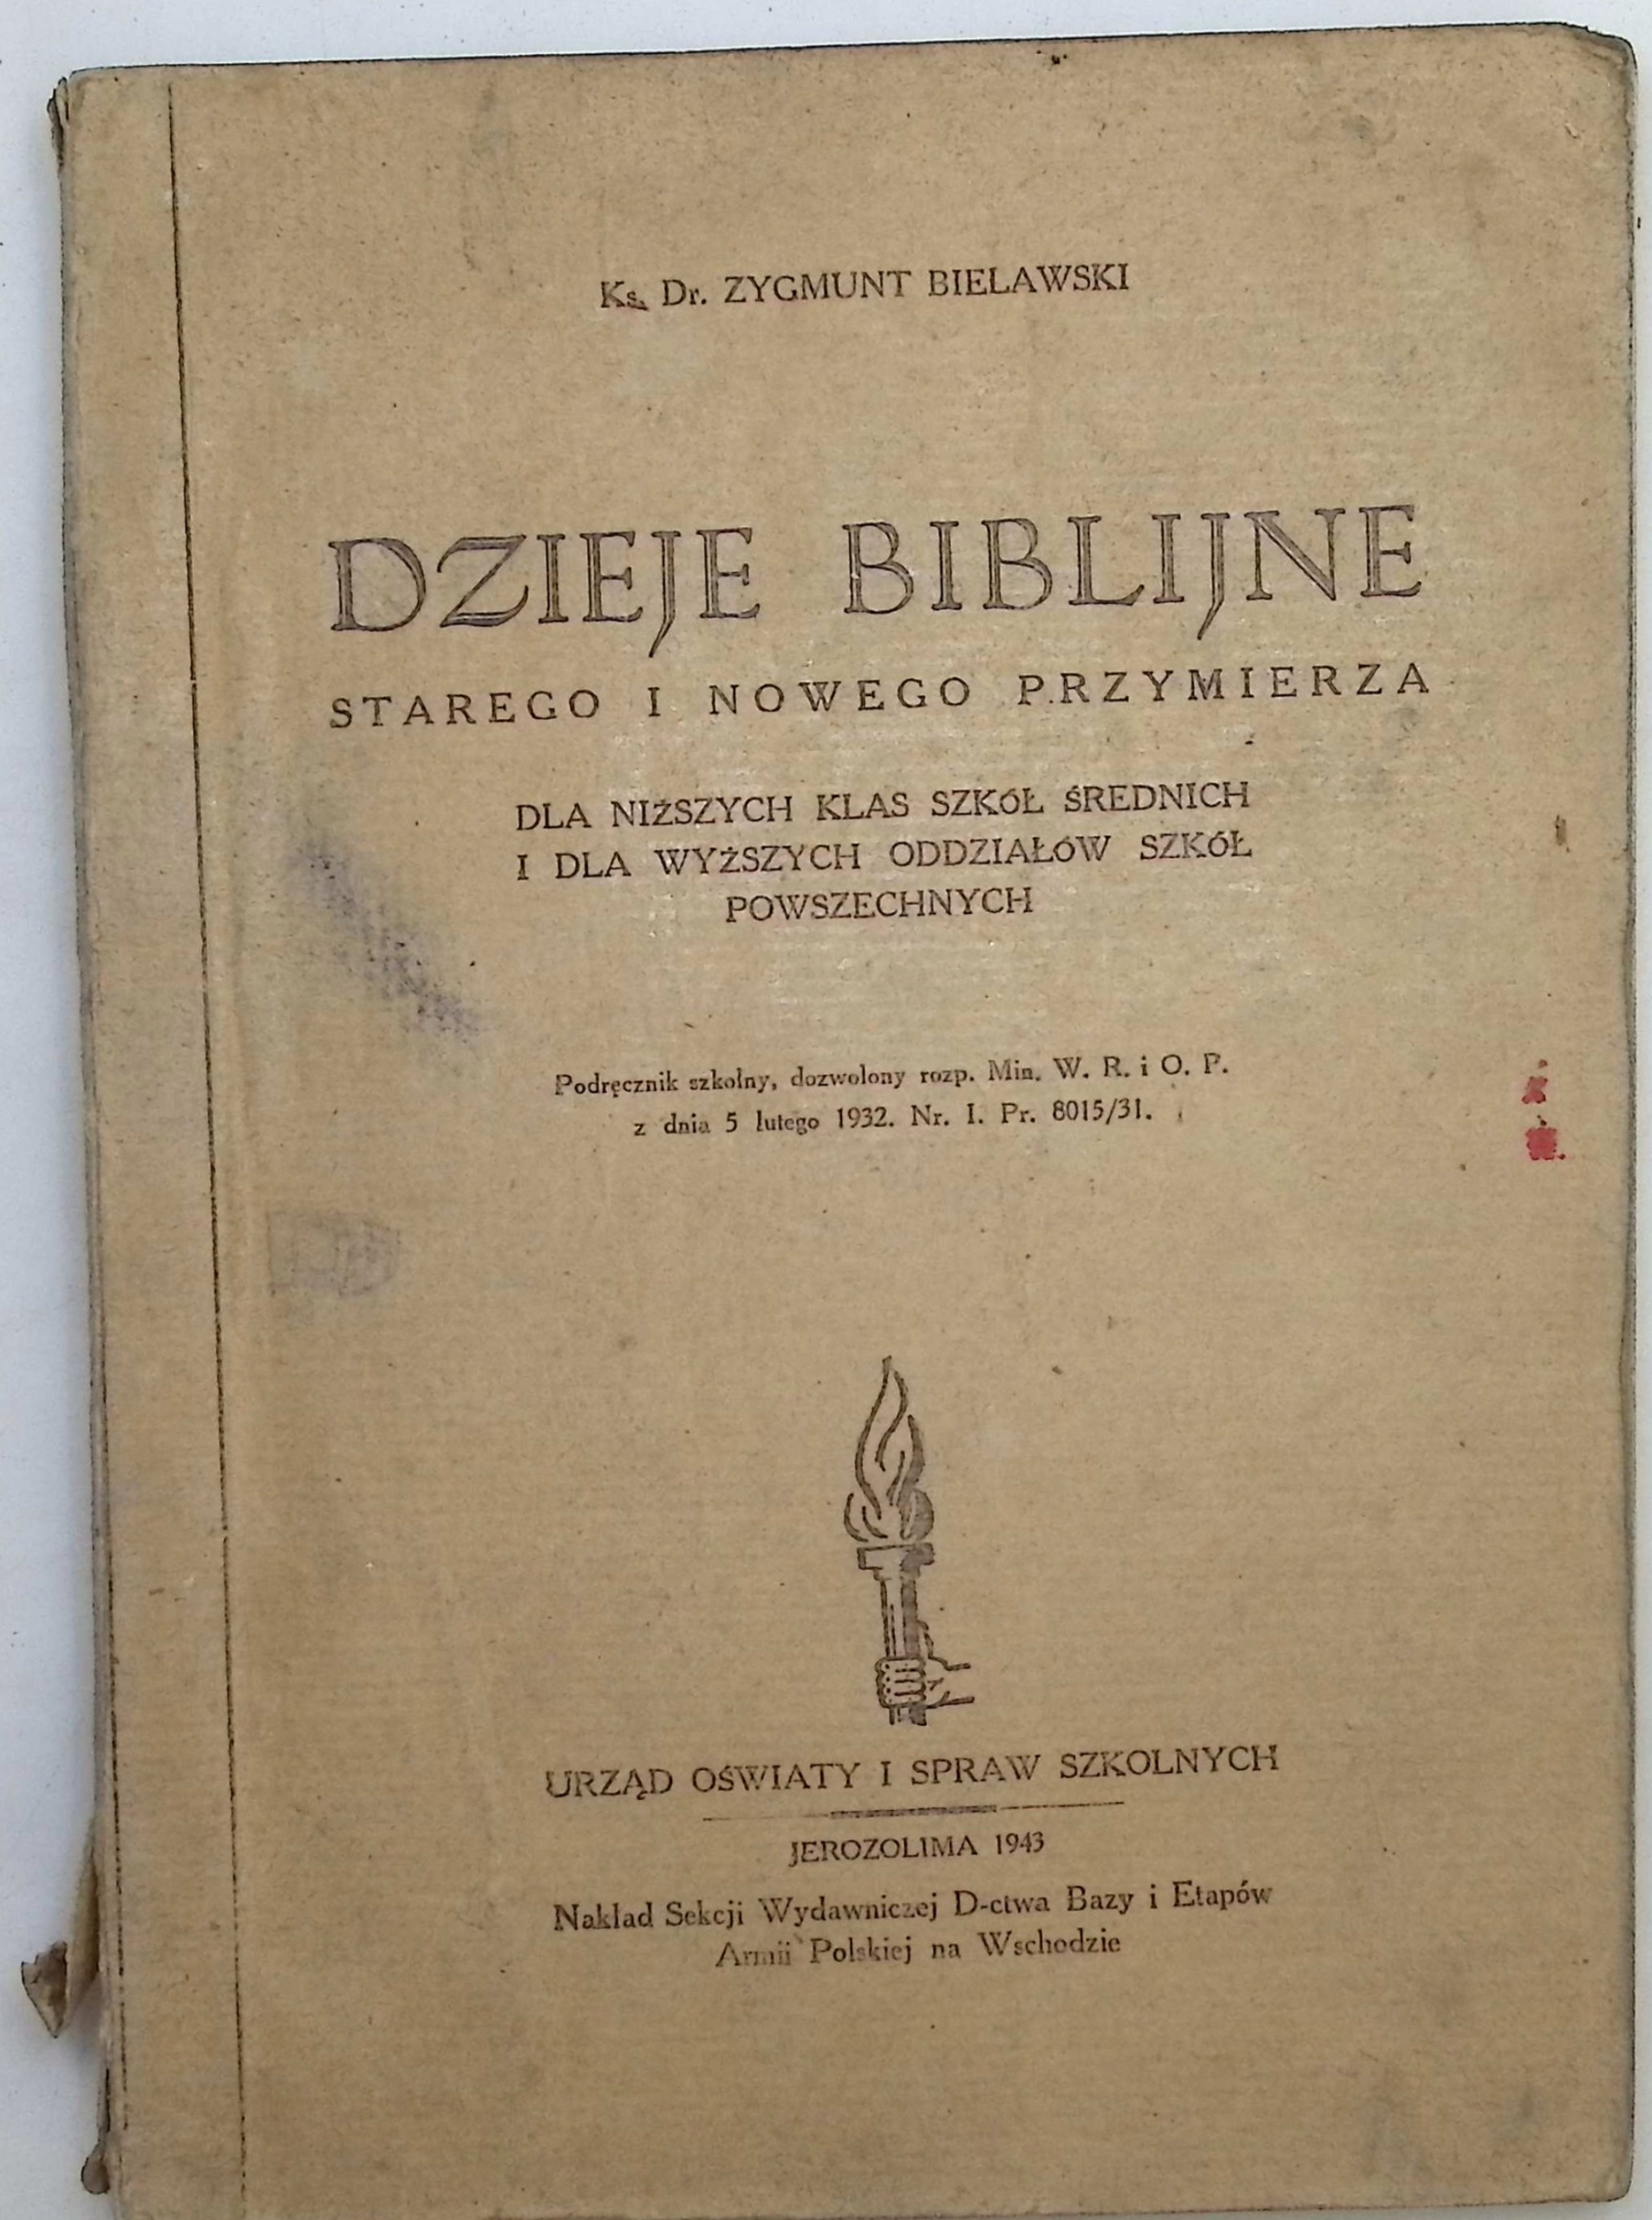 Ks. Dr. ZYGMUNT BIELAWSKI
DZIEJE BIBLIJNE
STAREGO I NOWEGO PRZYMIERZA
DLA NIŻSZYCH KLAS SZKÓŁ ŚREDNICH
I DLA WYŻSZYCH ODDZIAŁÓW SZKÓŁ
POWSZECHNYCH
Podręcznik szkolny, dozwolony rozp. Min. W. R. i O. P.
z dnia 5 lutego 1932. Nr. I. Pr. 8015/31.
URZĄD OŚWIATY I SPRAW SZKOLNYCH
JEROZOLIMA 1943
Nakład Sekcji Wydawniczej D-ctwa Bazy i Etapów
Armii Polskiej na Wschodzie